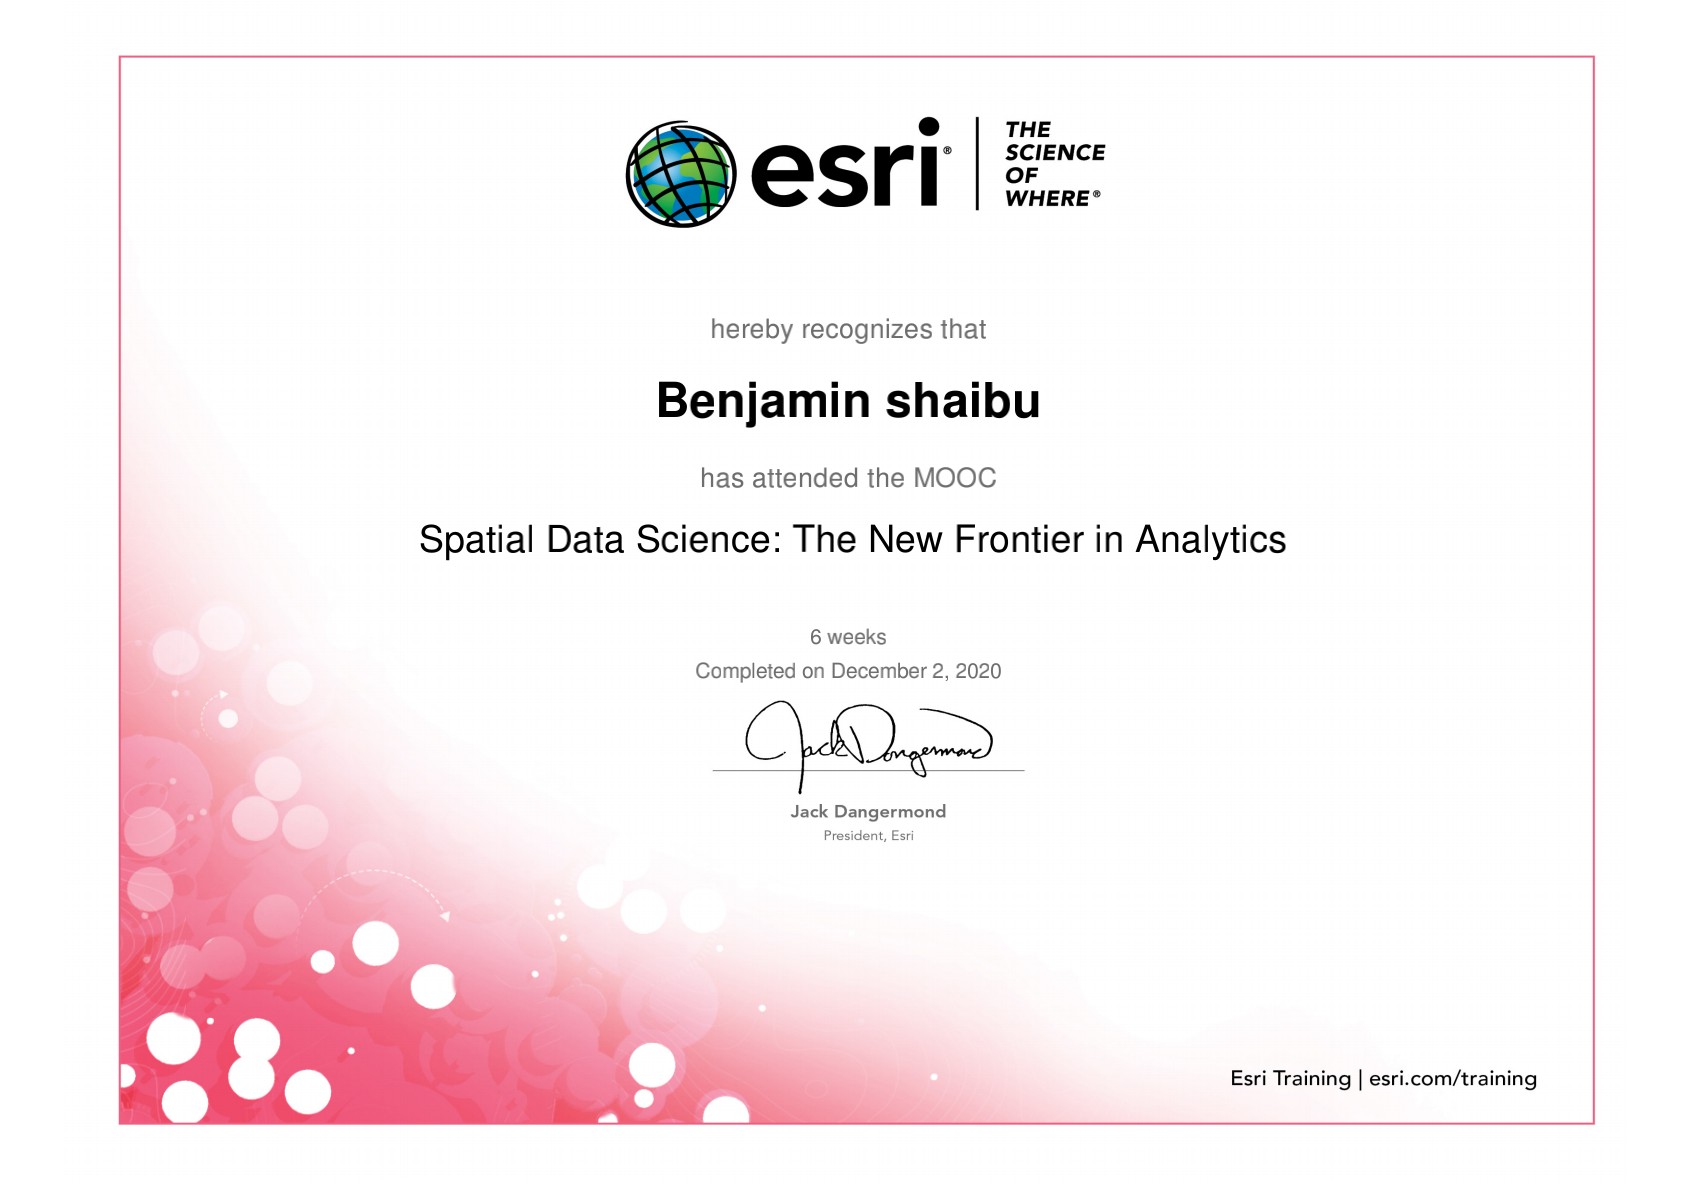 esri®
THE
SCIENCE
OF
WHERE®
hereby recognizes that
Benjamin shaibu
has attended the MOOC
Spatial Data Science: The New Frontier in Analytics
6 weeks
Completed on December 2, 2020
Jack Dangermond
Jack Dangermond
President, Esri
Esri Training | esri.com/training